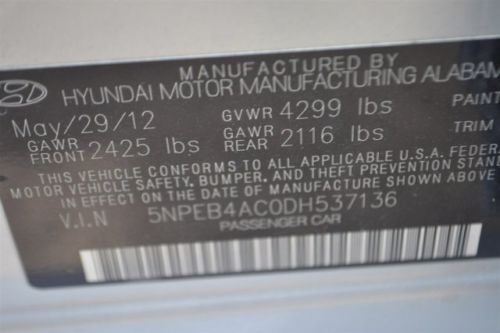 MANUFACTURED BY
HYUNDAI MOTOR MANUFACTURING ALABAM
May/29/12 GVWR 4299 lbs PAINT
GAWR FRONT 2425 lbs GAWR REAR 2116 lbs TRIM
THIS VEHICLE CONFORMS TO ALL APPLICABLE U.S.A. FEDERA
MOTOR VEHICLE SAFETY, BUMPER, AND THEFT PREVENTION STANDA
IN EFFECT ON THE DATE OF MANUFACTURE SHOWN ABOVE
V.I.N 5NPEB4AC0DH537136
PASSENGER CAR